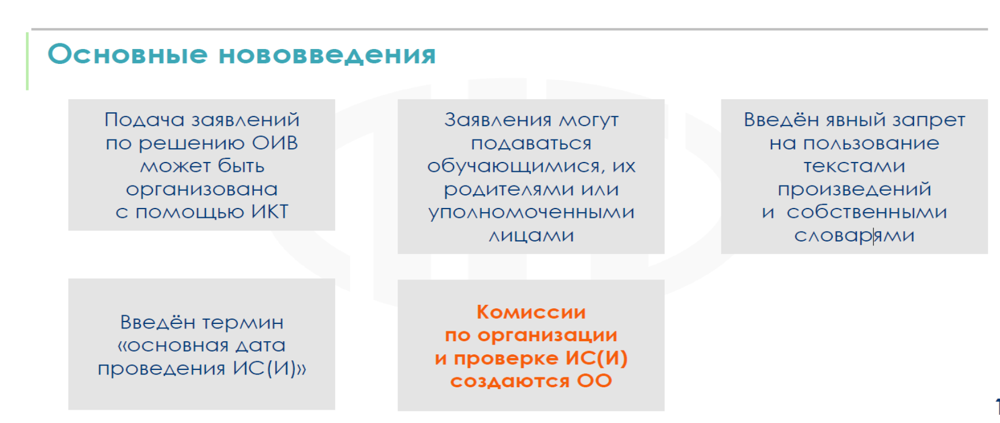 Основные нововведения
Подача заявлений
по решению ОИВ
может быть
организована
с помощью ИКТ
Заявления могут
подаваться
обучающимися, их
родителями или
уполномоченными
лицами
Введён явный запрет
на пользование
текстами
произведений
и собственными
словарями
Введён термин
«основная дата
проведения ИС(И)»
Комиссии
по организации
и проверке ИС(И)
создаются ОО